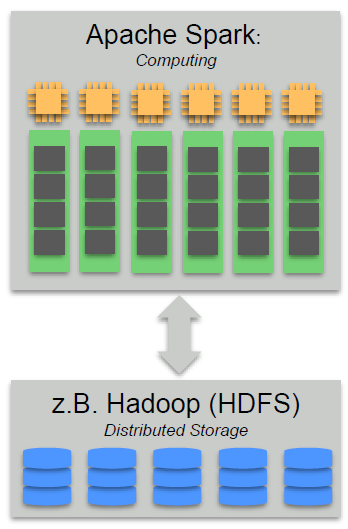 Apache Spark:
Computing
z.B. Hadoop (HDFS)
Distributed Storage